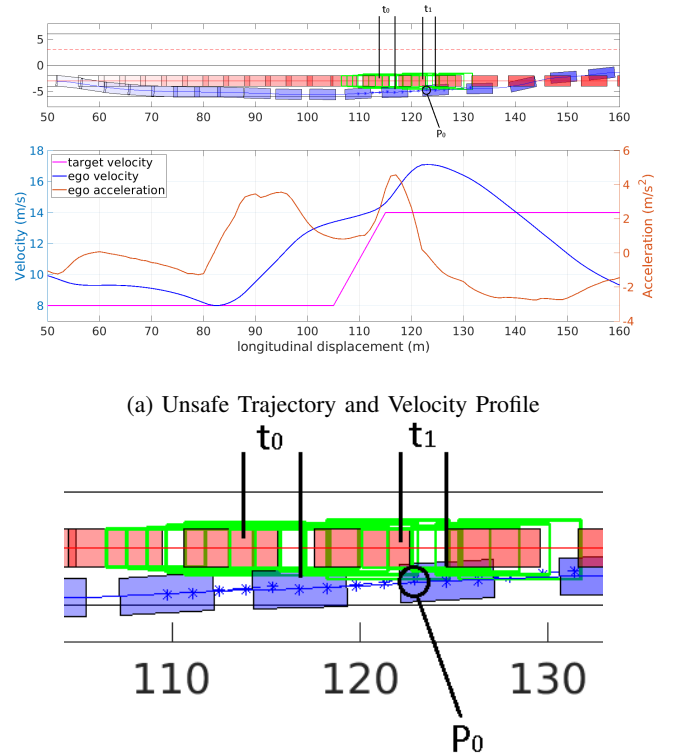 t₀ t₁
5
0
-5
50 60 70 80 90 100 110 120 130 140 150 160
P₀
18 6
16 4
14 2
12 0
10 -2
8 -4
target velocity
ego velocity
ego acceleration
Velocity (m/s)
Acceleration (m/s²)
50 60 70 80 90 100 110 120 130 140 150 160
longitudinal displacement (m)
(a) Unsafe Trajectory and Velocity Profile
t₀ t₁
110 120 130
P₀